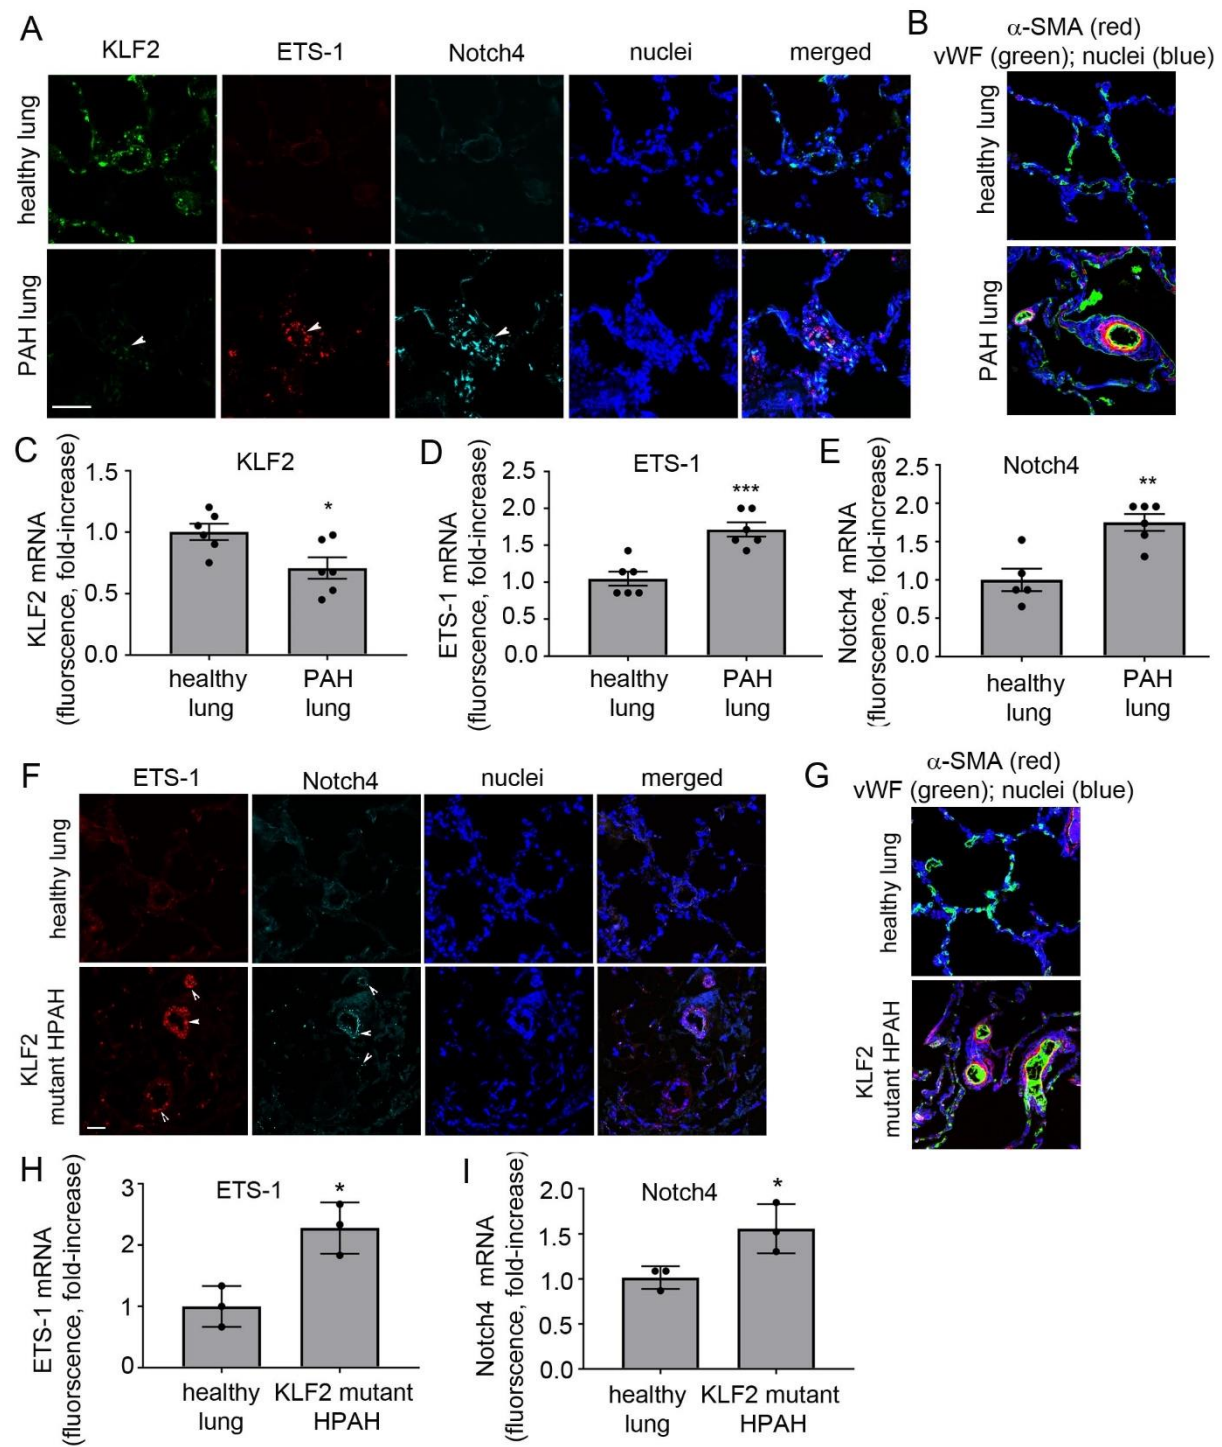 A
KLF2
ETS-1
Notch4
nuclei
merged
healthy lung
PAH lung
B
α-SMA (red)
vWF (green); nuclei (blue)
healthy lung
PAH lung
C
KLF2
KLF2 mRNA
(fluorescence, fold-increase)
1.5
1.0
0.5
0.0
*
healthy
lung
PAH
lung
D
ETS-1
ETS-1 mRNA
(fluorescence, fold-increase)
2.5
2.0
1.5
1.0
0.5
0.0
***
healthy
lung
PAH
lung
E
Notch4
Notch4 mRNA
(fluorescence, fold-increase)
2.5
2.0
1.5
1.0
0.5
0.0
**
healthy
lung
PAH
lung
F
ETS-1
Notch4
nuclei
merged
healthy lung
KLF2
mutant HPAH
G
α-SMA (red)
vWF (green); nuclei (blue)
healthy lung
KLF2
mutant HPAH
H
ETS-1
ETS-1 mRNA
(fluorescence, fold-increase)
3
2
1
0
*
healthy
lung
KLF2 mutant
HPAH
I
Notch4
Notch4 mRNA
(fluorescence, fold-increase)
2.0
1.5
1.0
0.5
0.0
*
healthy
lung
KLF2 mutant
HPAH